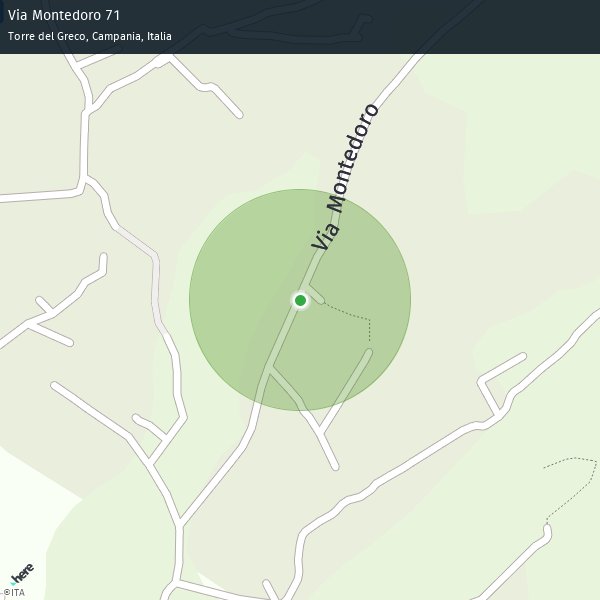 Via Montedoro 71
Torre del Greco, Campania, Italia
Via Montedoro
here
©ITA